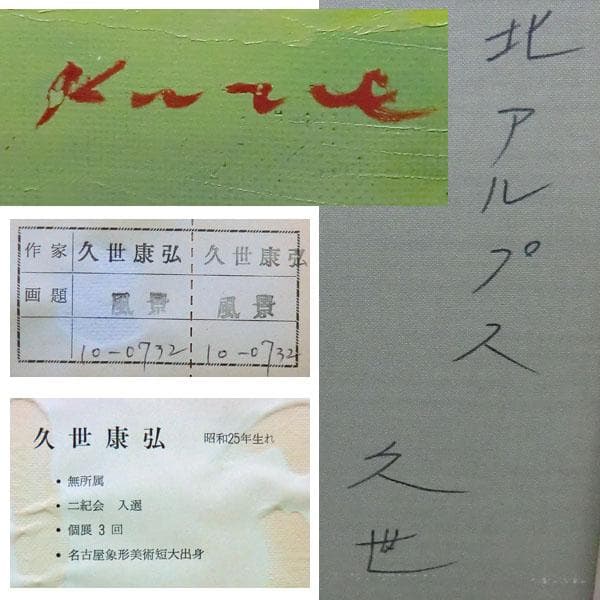 Kuze
作家 久世康弘 久世康弘
画題 風景 風景
10-0732 10-0732
久世康弘 昭和25年生れ
• 無所属
• 二紀会 入選
• 個展 3 回
• 名古屋象形美術短大出身
北アルプス
久世